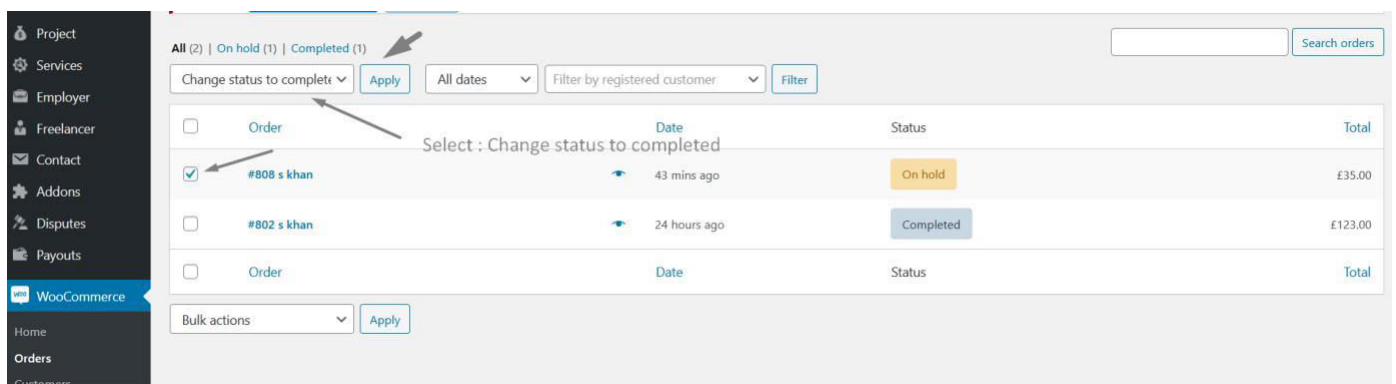 Project
Services
Employer
Freelancer
Contact
Addons
Disputes
Payouts
WOO WooCommerce
Home
Orders
Customers
All (2) | On hold (1) | Completed (1)
Search orders
Change status to complete Apply All dates Filter by registered customer Filter
Order Date Status Total
Select : Change status to completed
#808 s khan 43 mins ago On hold £35.00
#802 s khan 24 hours ago Completed £123.00
Order Date Status Total
Bulk actions Apply